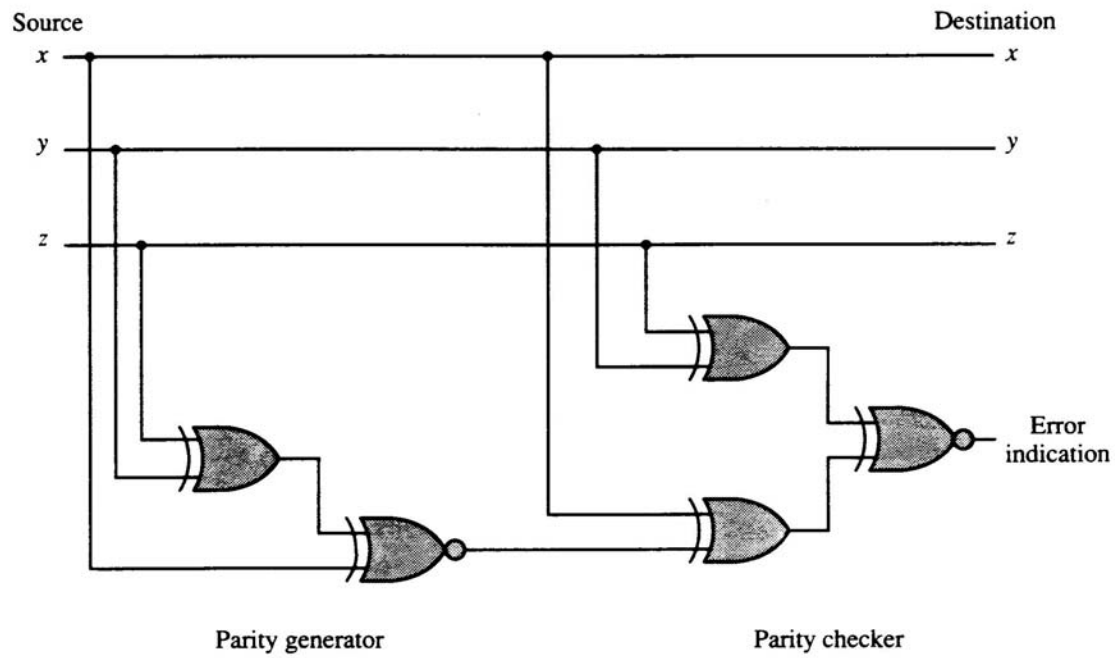 Source
Destination
x
x
y
y
z
z
Error
indication
Parity generator
Parity checker